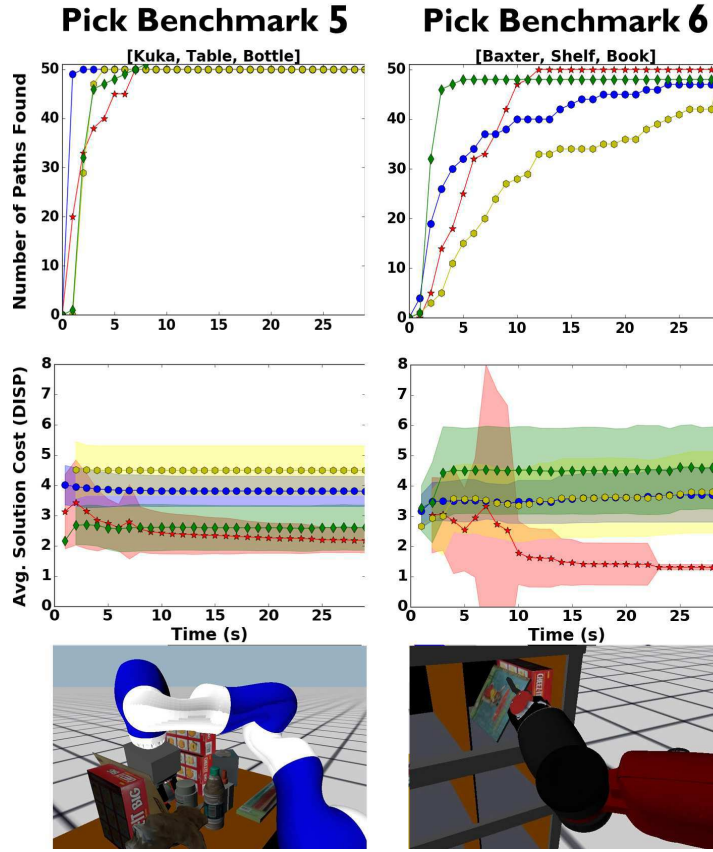 Pick Benchmark 5 Pick Benchmark 6
[Kuka, Table, Bottle] [Baxter, Shelf, Book]
Number of Paths Found
50 50
40 40
30 30
20 20
10 10
0 0
0 5 10 15 20 25 0 5 10 15 20 25
Avg. Solution Cost (DISP)
8 8
7 7
6 6
5 5
4 4
3 3
2 2
1 1
0 0
0 5 10 15 20 25 0 5 10 15 20 25
Time (s) Time (s)
BIG